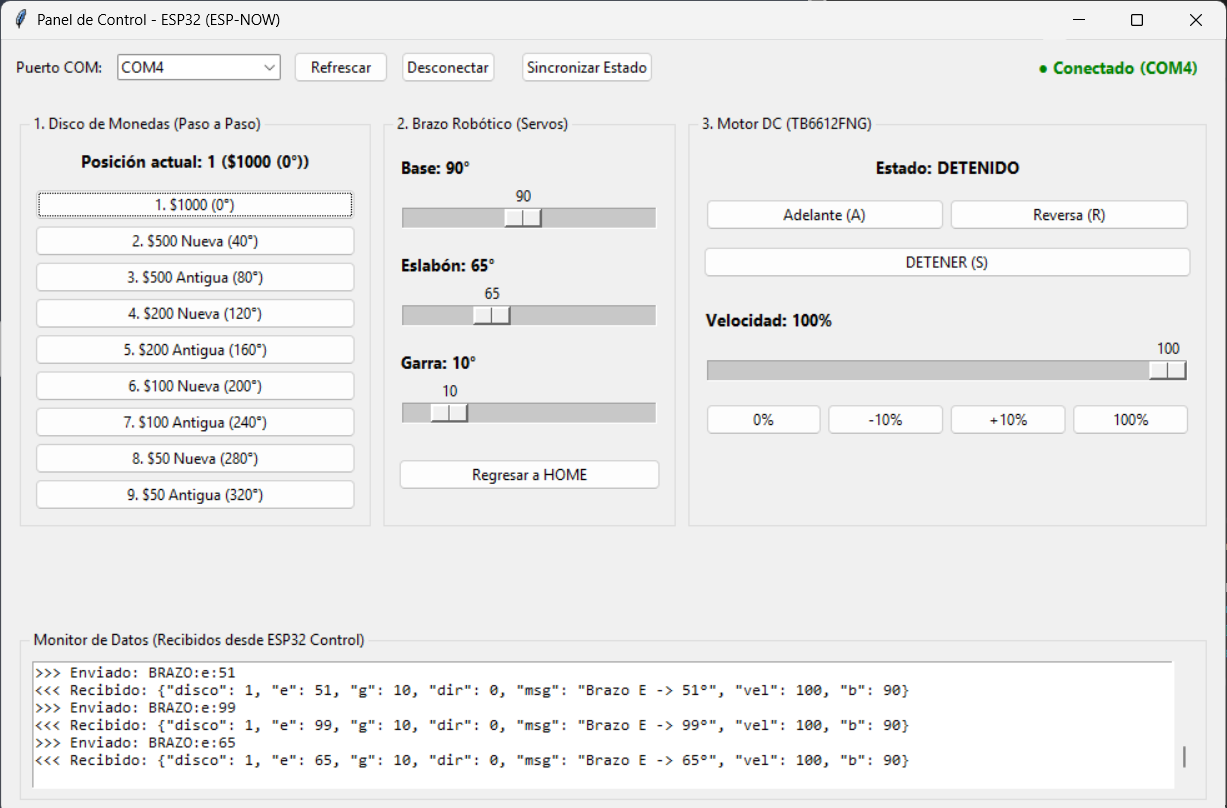 Panel de Control - ESP32 (ESP-NOW)
Puerto COM: COM4 Refrescar Desconectar Sincronizar Estado ● Conectado (COM4)
1. Disco de Monedas (Paso a Paso)
Posición actual: 1 ($1000 (0°))
1. $1000 (0°)
2. $500 Nueva (40°)
3. $500 Antigua (80°)
4. $200 Nueva (120°)
5. $200 Antigua (160°)
6. $100 Nueva (200°)
7. $100 Antigua (240°)
8. $50 Nueva (280°)
9. $50 Antigua (320°)
2. Brazo Robótico (Servos)
Base: 90°
90
Eslabón: 65°
65
Garra: 10°
10
Regresar a HOME
3. Motor DC (TB6612FNG)
Estado: DETENIDO
Adelante (A) Reversa (R)
DETENER (S)
Velocidad: 100%
100
0% -10% +10% 100%
Monitor de Datos (Recibidos desde ESP32 Control)
>>> Enviado: BRAZO:e:51
<<< Recibido: {"disco": 1, "e": 51, "g": 10, "dir": 0, "msg": "Brazo E -> 51°", "vel": 100, "b": 90}
>>> Enviado: BRAZO:e:99
<<< Recibido: {"disco": 1, "e": 99, "g": 10, "dir": 0, "msg": "Brazo E -> 99°", "vel": 100, "b": 90}
>>> Enviado: BRAZO:e:65
<<< Recibido: {"disco": 1, "e": 65, "g": 10, "dir": 0, "msg": "Brazo E -> 65°", "vel": 100, "b": 90}